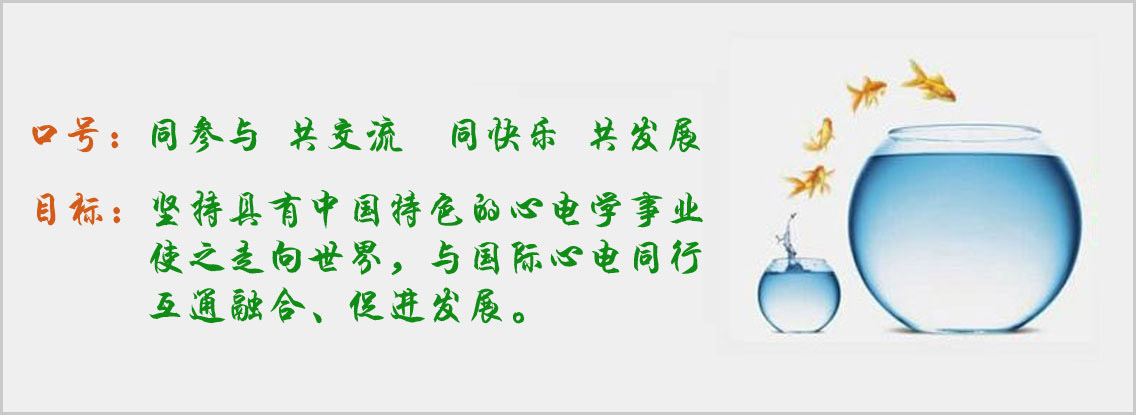 口号：同参与 共交流 同快乐 共发展
目标：坚持具有中国特色的心电学事业
使之走向世界，与国际心电同行
互通融合、促进发展。